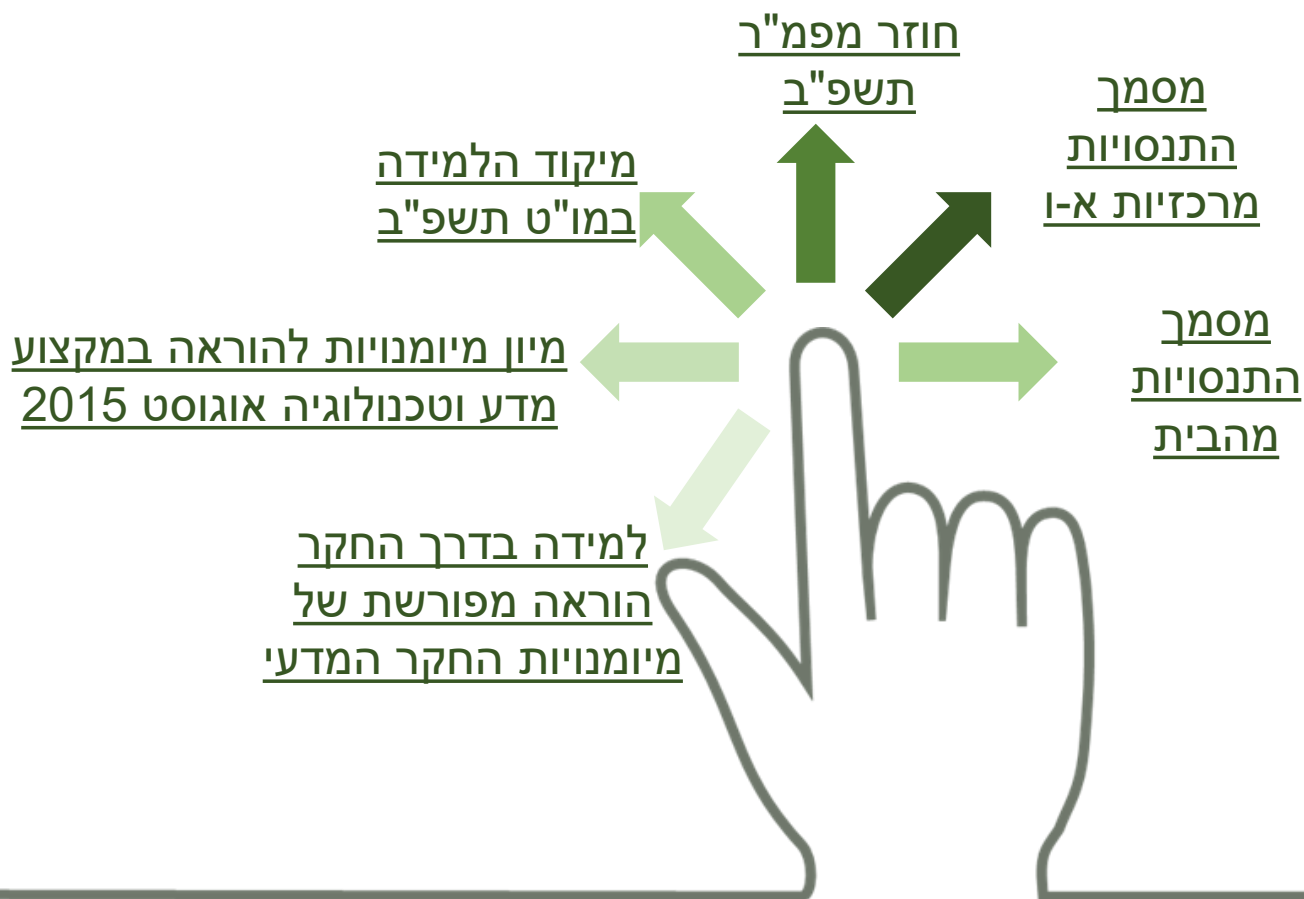 חוזר מפמ"ר
תשפ"ב
מסמך
התנסויות
מרכזיות א-ו
מיקוד הלמידה
במו"ט תשפ"ב
מסמך
התנסויות
מהבית
מיון מיומנויות להוראה במקצוע
מדע וטכנולוגיה אוגוסט 2015
למידה בדרך החקר
הוראה מפורשת של
מיומנויות החקר המדעי